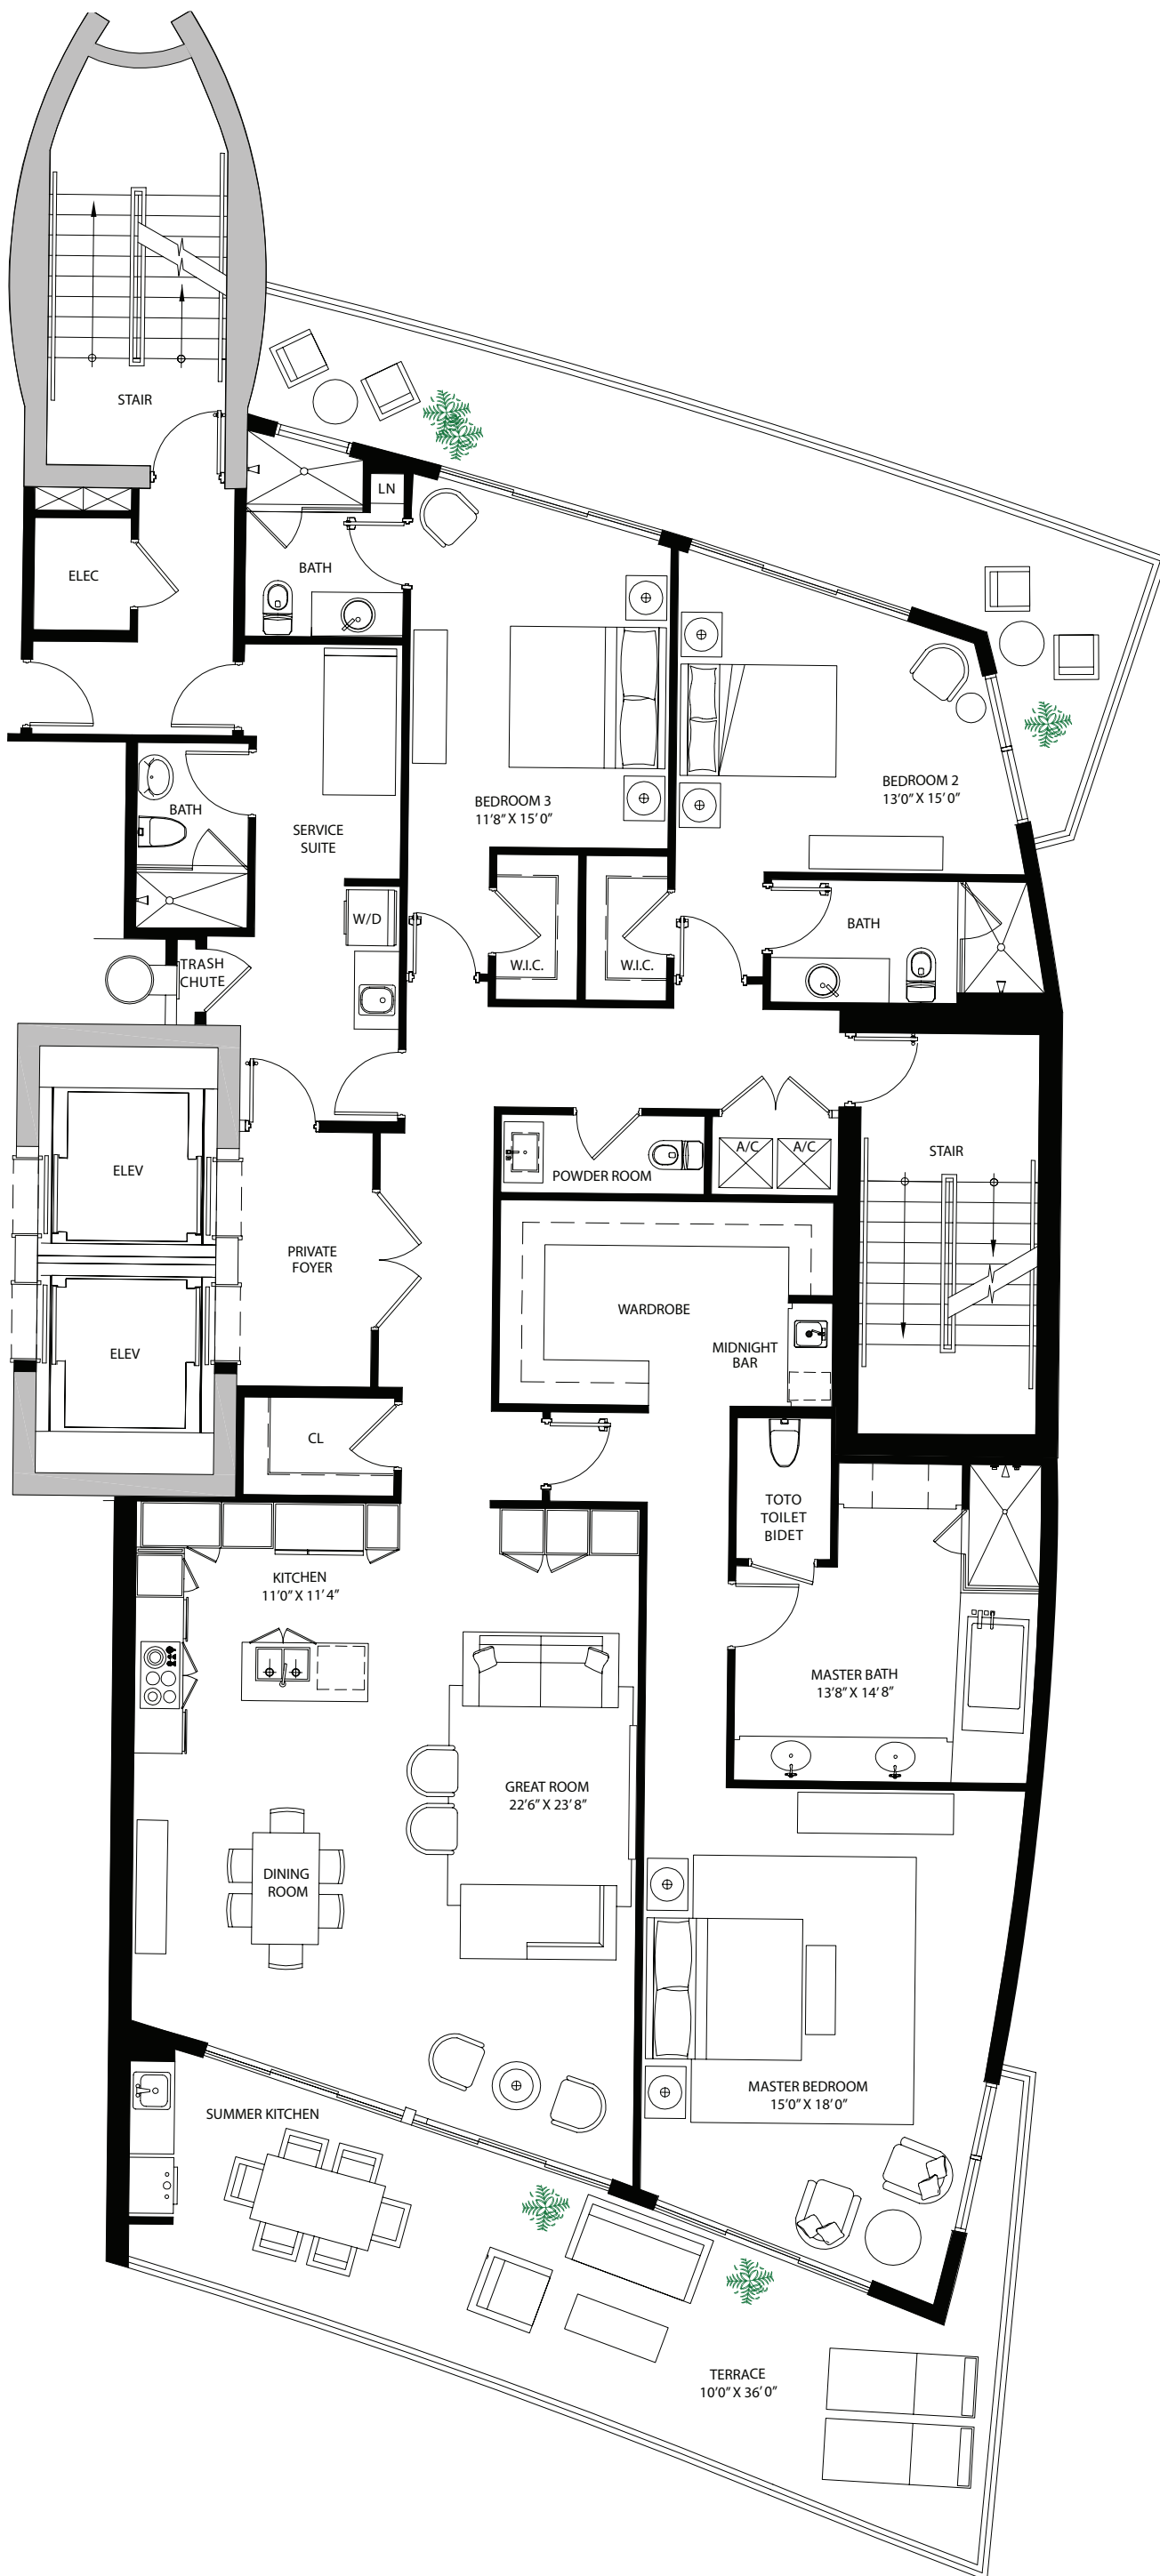 STAIR
LN
ELEC
BATH
BEDROOM 3
11'8" X 15'0"
BEDROOM 2
13'0" X 15'0"
BATH
SERVICE
SUITE
W/D
BATH
W.I.C.
W.I.C.
TRASH
CHUTE
A/C
A/C
STAIR
ELEV
POWDER ROOM
PRIVATE
FOYER
WARDROBE
MIDNIGHT
BAR
ELEV
CL
TOTO
TOILET
BIDET
KITCHEN
11'0" X 11'4"
MASTER BATH
13'8" X 14'8"
GREAT ROOM
22'6" X 23'8"
DINING
ROOM
MASTER BEDROOM
15'0" X 18'0"
SUMMER KITCHEN
TERRACE
10'0" X 36'0"